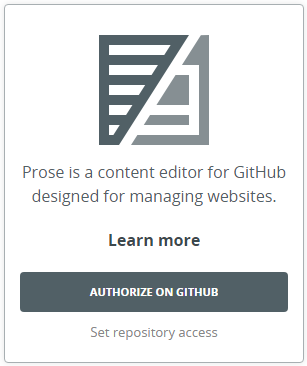 Prose is a content editor for GitHub
designed for managing websites.
Learn more
AUTHORIZE ON GITHUB
Set repository access